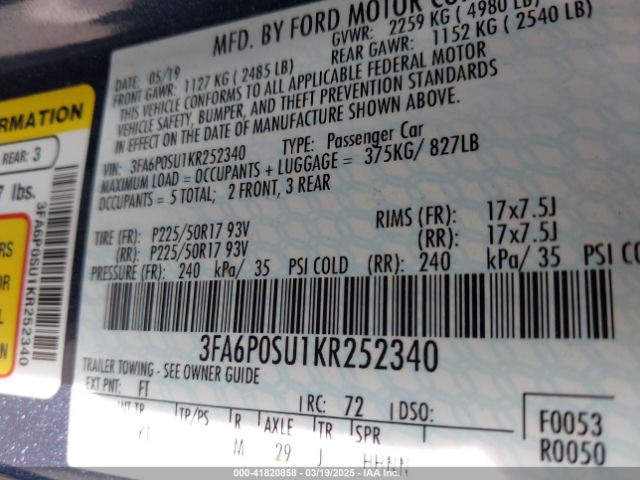 MFD. BY FORD MOTOR CO
DATE: 05/19
GVWR: 2259 KG ( 4980 LB)
FRONT GAWR: 1127 KG ( 2485 LB)
REAR GAWR: 1152 KG ( 2540 LB)
THIS VEHICLE CONFORMS TO ALL APPLICABLE FEDERAL MOTOR
VEHICLE SAFETY, BUMPER, AND THEFT PREVENTION STANDARDS
IN EFFECT ON THE DATE OF MANUFACTURE SHOWN ABOVE.
VIN: 3FA6P0SU1KR252340
TYPE: Passenger Car
MAXIMUM LOAD = OCCUPANTS + LUGGAGE = 375KG/ 827LB
OCCUPANTS = 5 TOTAL; 2 FRONT, 3 REAR
TIRE (FR): P225/50R17 93V RIMS (FR): 17x7.5J
(RR): P225/50R17 93V (RR): 17x7.5J
PRESSURE (FR): 240 kPa/ 35 PSI COLD (RR): 240 kPa/ 35 PSI CO
3FA6P0SU1KR252340
TRAILER TOWING - SEE OWNER GUIDE
EXT PNT: FT RC: 72 DSO:
INT TR TP/PS R AXLE TR SPR
M 29 J HHNN
F0053
R0050
RMATION
REAR: 3
lbs.
3FA6P0SU1KR252340
000-41820858 — 03/19/2025 — IAAI.COM